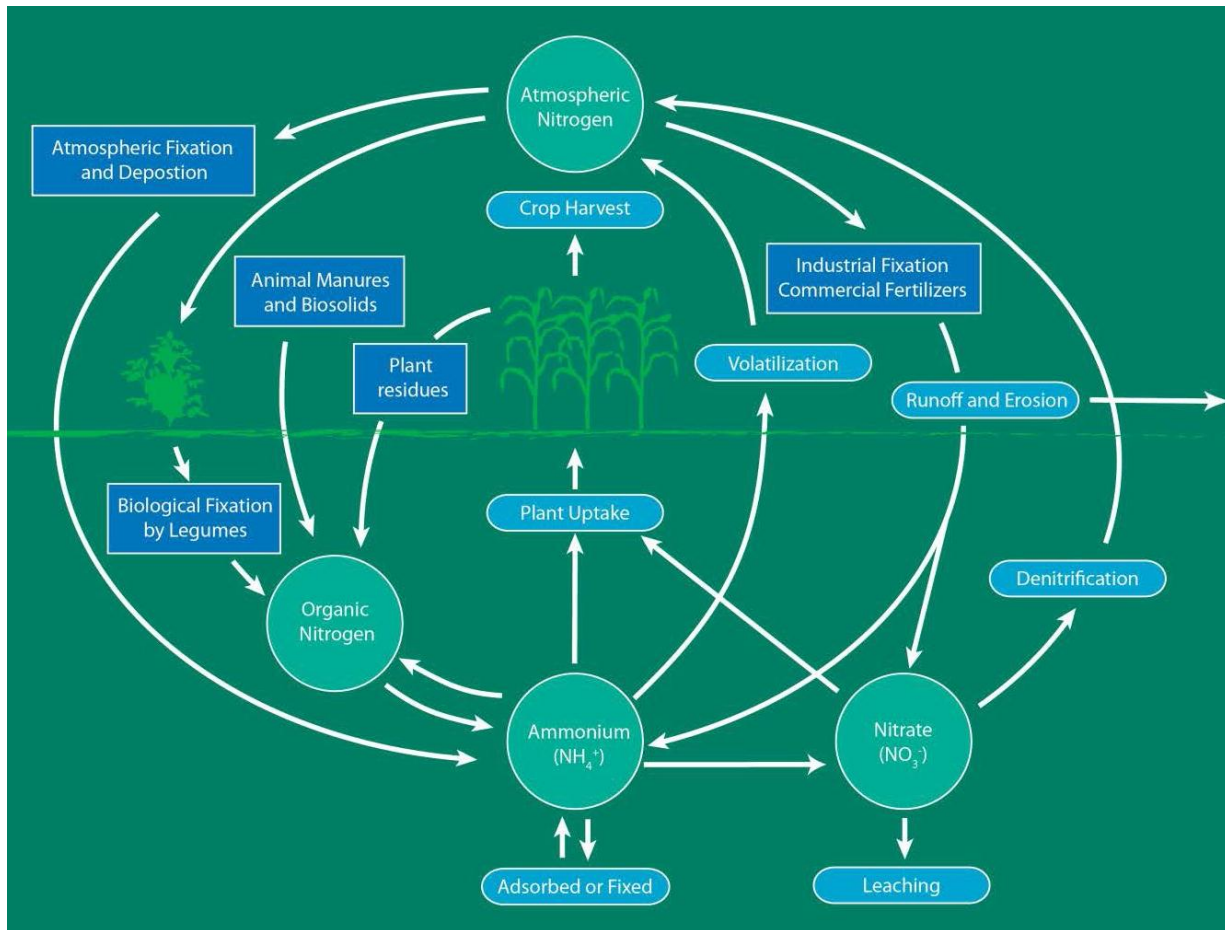 Atmospheric
Nitrogen
Atmospheric Fixation
and Depostion
Crop Harvest
Animal Manures
and Biosolids
Industrial Fixation
Commercial Fertilizers
Plant
residues
Volatilization
Runoff and Erosion
Biological Fixation
by Legumes
Plant Uptake
Denitrification
Organic
Nitrogen
Ammonium
(NH₄⁺)
Nitrate
(NO₃⁻)
Adsorbed or Fixed
Leaching